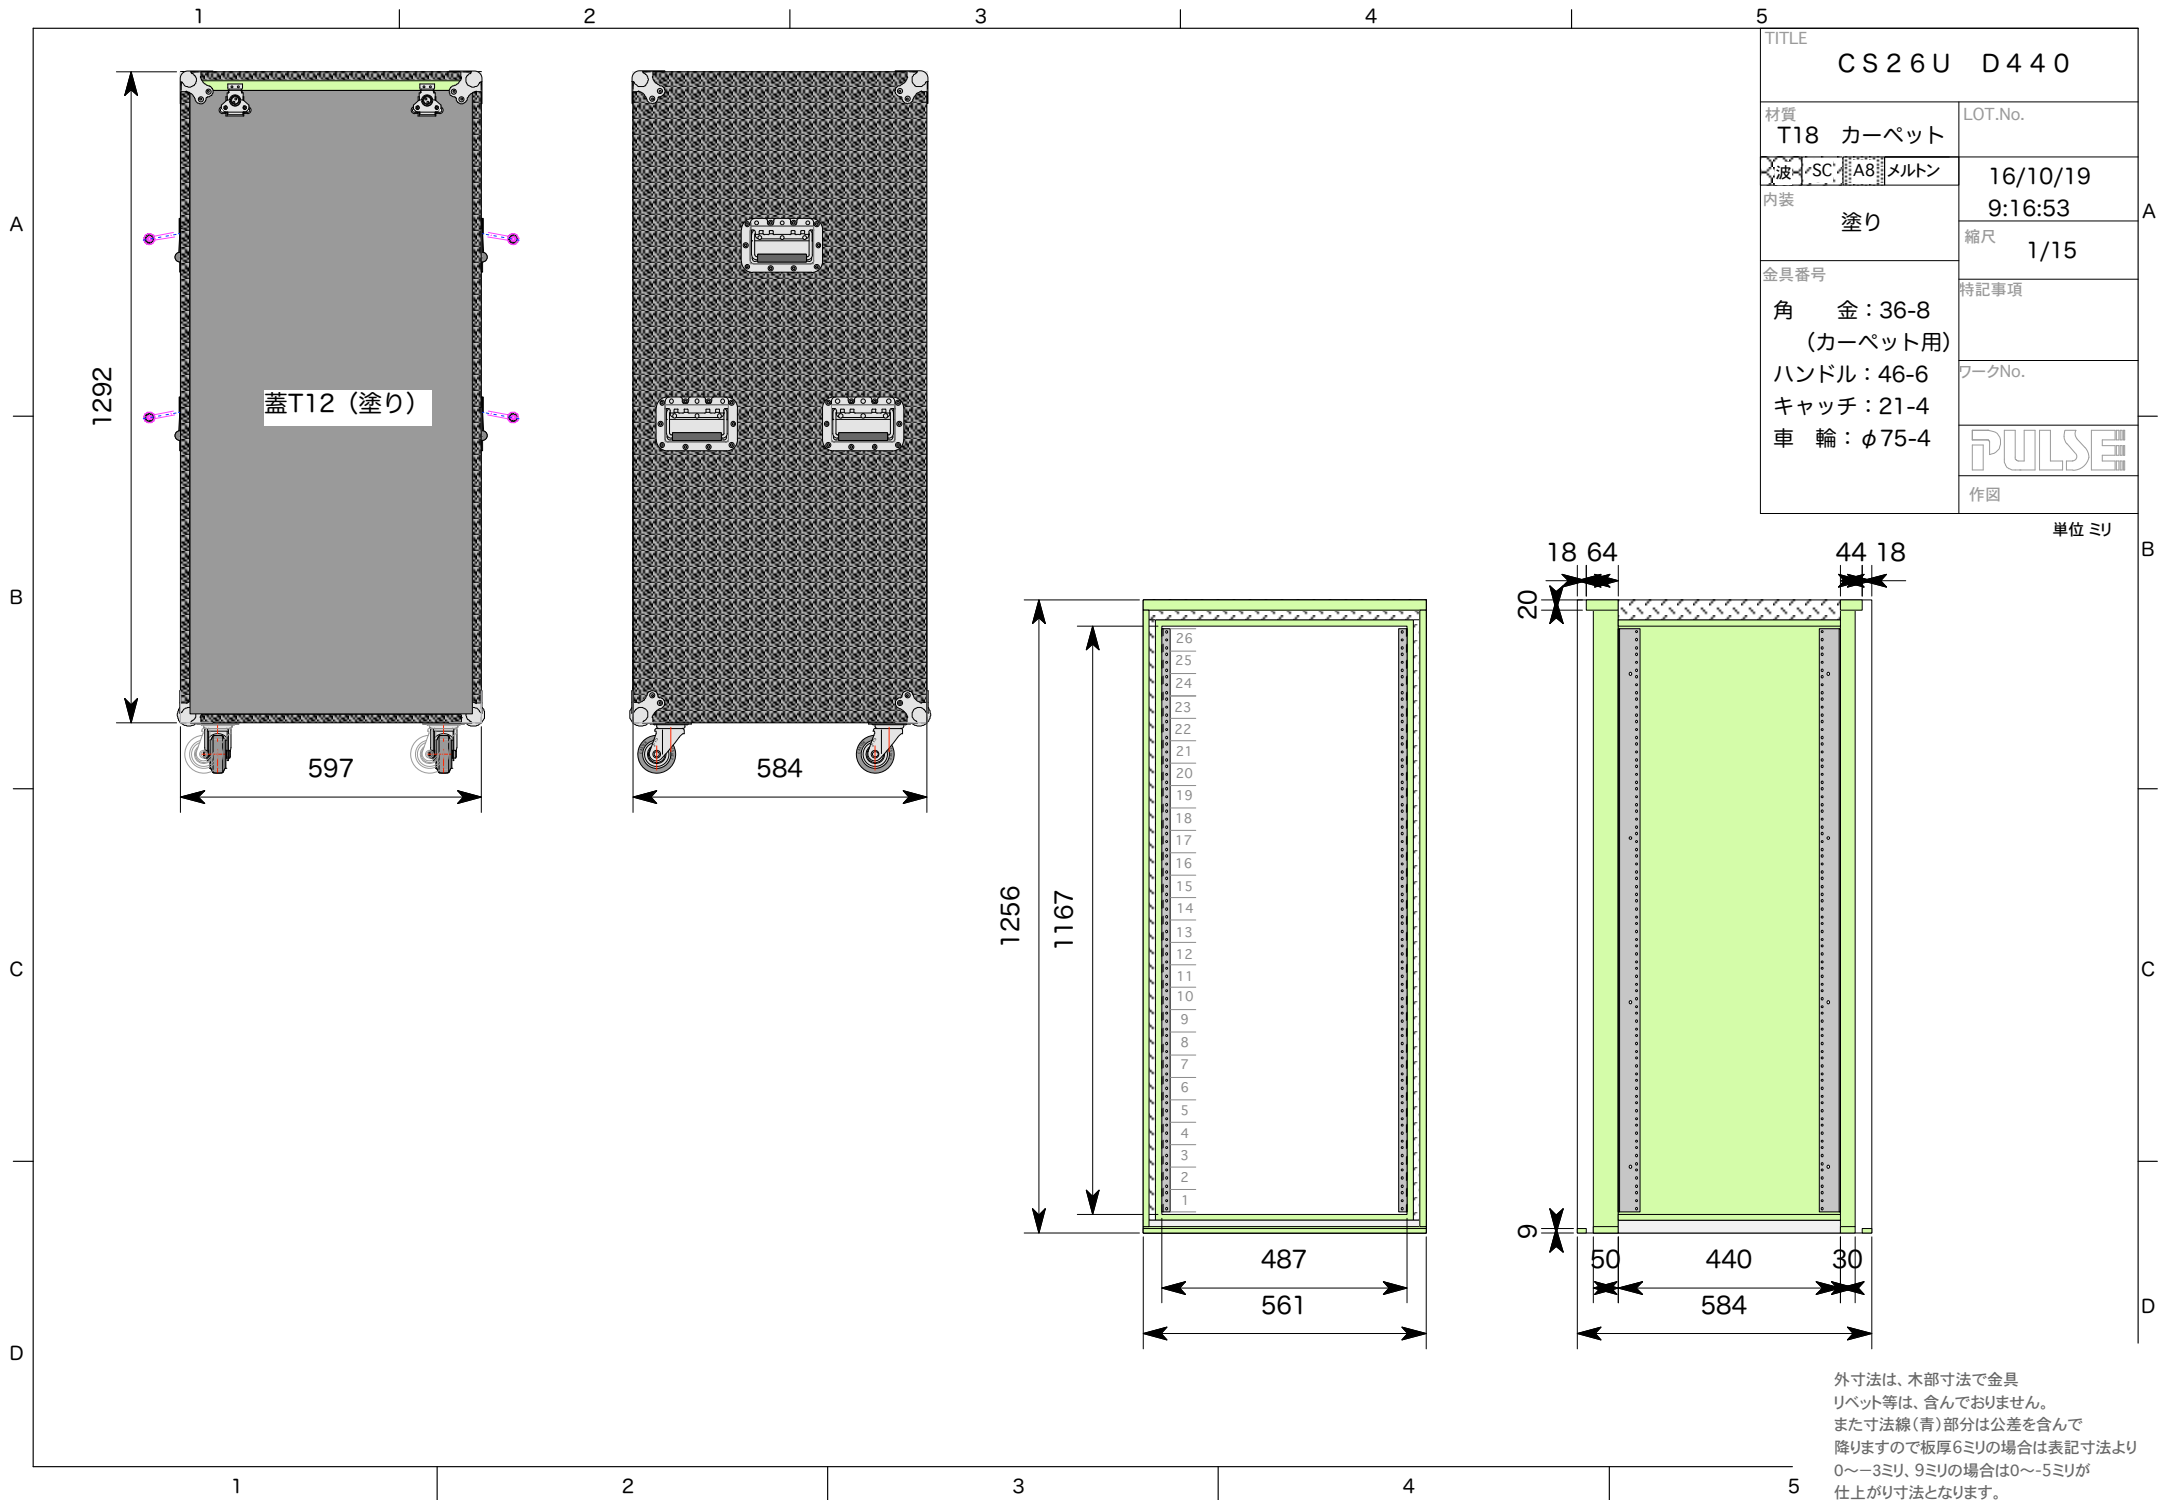 1 2 3 4 5
TITLE
CS26U D440
材質
T18 カーペット
LOT.No.
波 SC A8 メルトン
16/10/19
9:16:53
内装
塗り
縮尺
1/15
金具番号
角 金：36-8
（カーペット用）
ハンドル：46-6
キャッチ：21-4
車 輪：φ75-4
特記事項
ワークNo.
PULSE
作図
単位 ミリ
A
A
B
B
C
C
D
D
1292
蓋T12（塗り）
597
584
18 64
44 18
20
26
25
24
23
22
21
20
19
18
17
16
15
14
13
12
11
10
9
8
7
6
5
4
3
2
1
1256
1167
487
561
9
50
440
30
584
外寸法は、木部寸法で金具
リベット等は、含んでおりません。
また寸法線（青）部分は公差を含んで
降りますので板厚6ミリの場合は表記寸法より
0～−3ミリ、9ミリの場合は0～-5ミリが
仕上がり寸法となります。
1 2 3 4 5